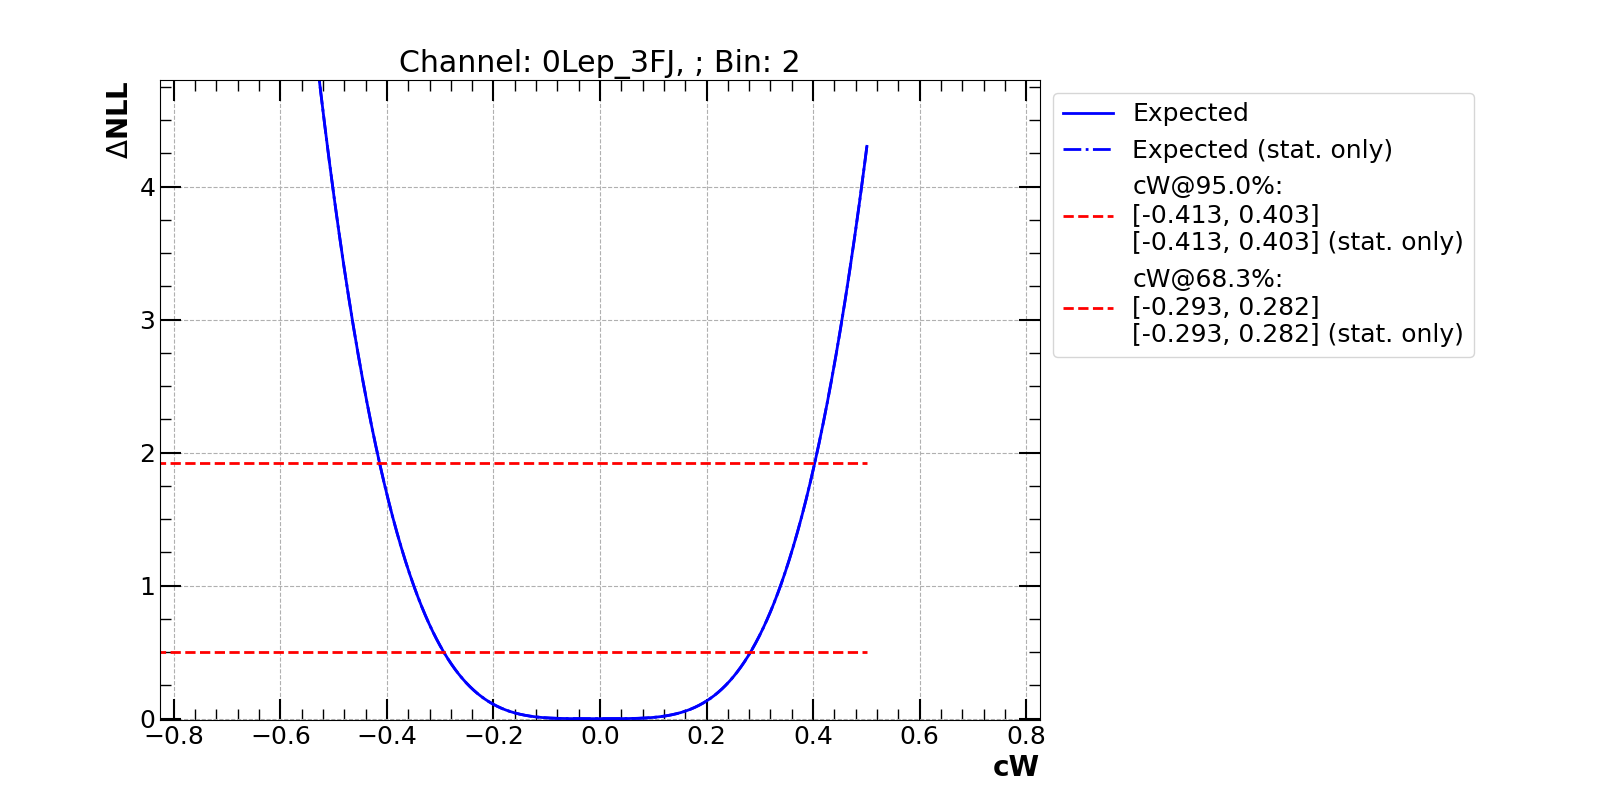 Channel: 0Lep_3FJ, ; Bin: 2
ΔNLL
4
3
2
1
0
−0.8 −0.6 −0.4 −0.2 0.0 0.2 0.4 0.6 0.8
cW
Expected
Expected (stat. only)
cW@95.0%:
[-0.413, 0.403]
[-0.413, 0.403] (stat. only)
cW@68.3%:
[-0.293, 0.282]
[-0.293, 0.282] (stat. only)